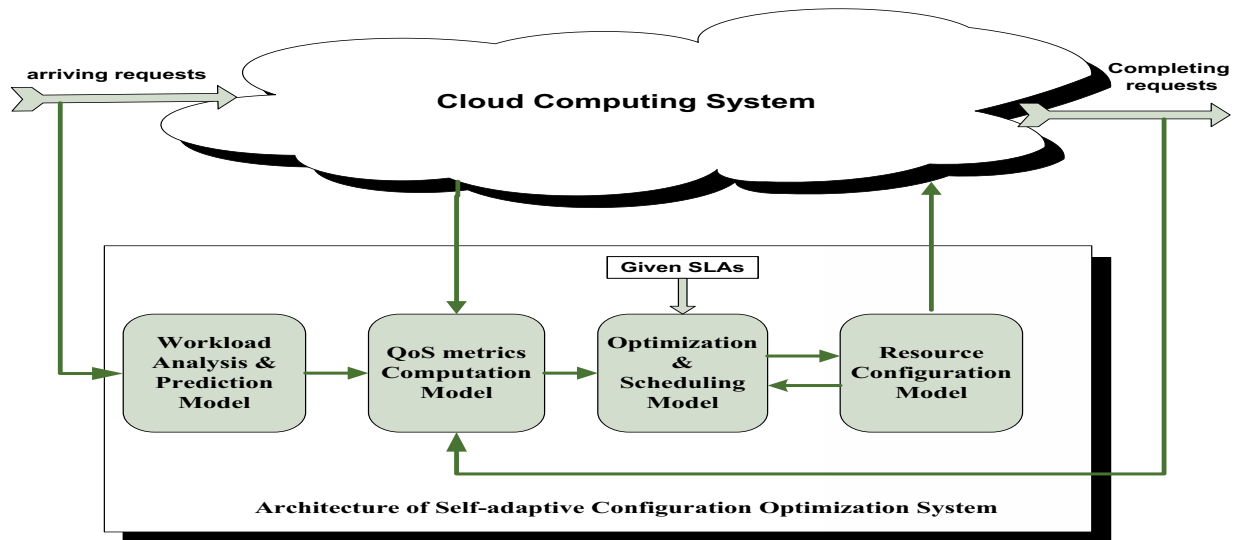 arriving requests
Completing
requests
Cloud Computing System
Given SLAs
Workload
Analysis &
Prediction
Model
QoS metrics
Computation
Model
Optimization
&
Scheduling
Model
Resource
Configuration
Model
Architecture of Self-adaptive Configuration Optimization System